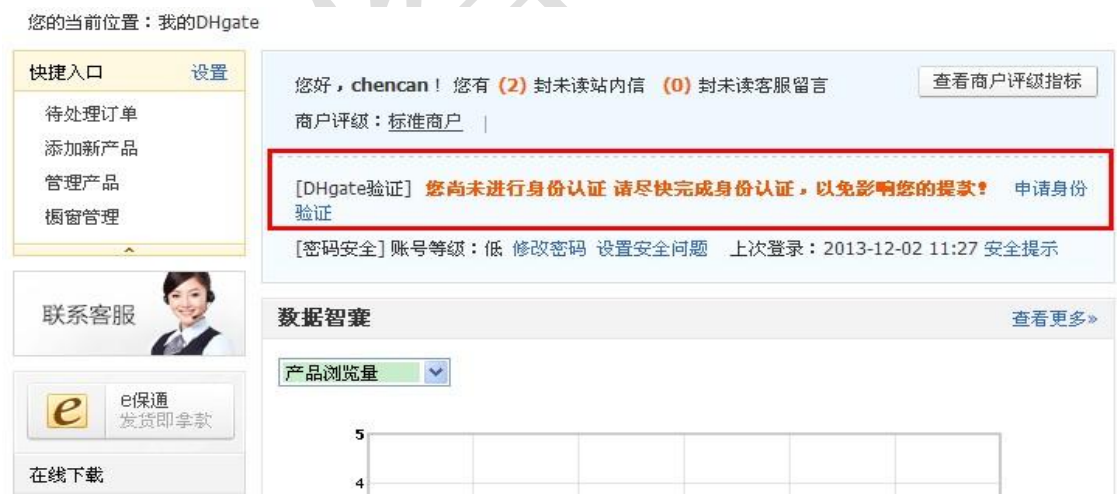 您的当前位置：我的DHgate
快捷入口 设置
待处理订单
添加新产品
管理产品
橱窗管理
联系客服
e保通
发货即拿款
在线下载
您好，chencan！ 您有 (2) 封未读站内信 (0) 封未读客服留言
查看商户评级指标
商户评级：标准商户 |
[DHgate验证] 您尚未进行身份认证 请尽快完成身份认证，以免影响您的提款！ 申请身份
验证
[密码安全] 账号等级：低 修改密码 设置安全问题 上次登录：2013-12-02 11:27 安全提示
数据智囊 查看更多»
产品浏览量
5
4